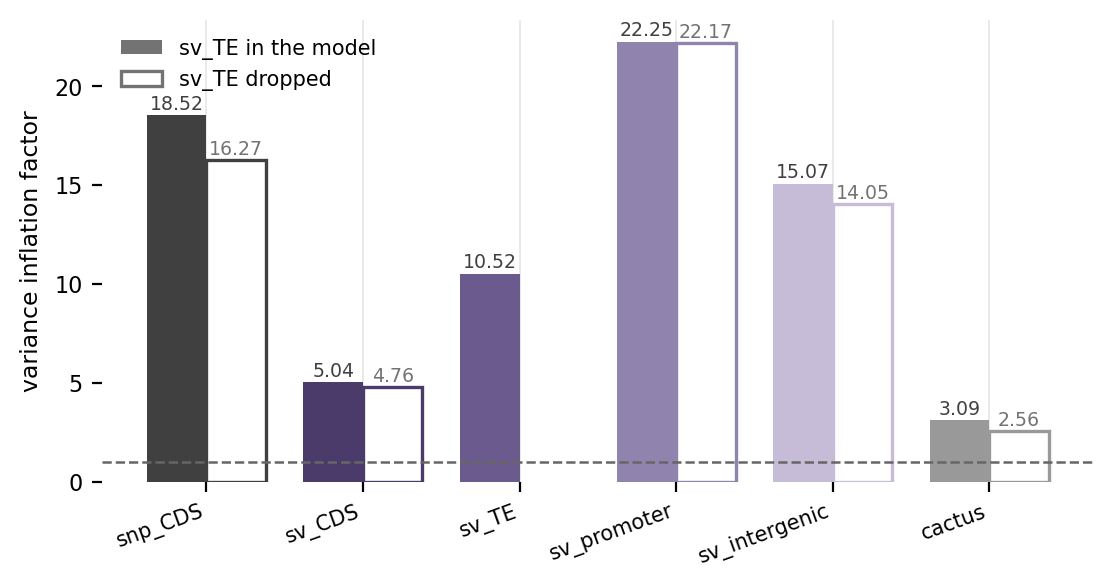 sv_TE in the model
sv_TE dropped
variance inflation factor
20
15
10
5
0
18.52
16.27
5.04
4.76
10.52
22.25
22.17
15.07
14.05
3.09
2.56
snp_CDS
sv_CDS
sv_TE
sv_promoter
sv_intergenic
cactus